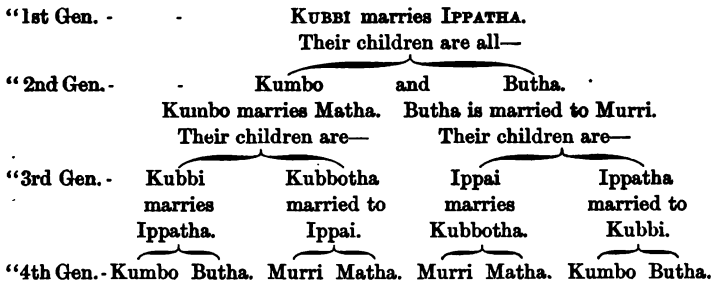 “1st Gen. - - KUBBI marries IPPATHA.
Their children are all—
“2nd Gen. - - Kumbo and Butha.
Kumbo marries Matha. Butha is married to Murri.
Their children are— Their children are—
“3rd Gen. - Kubbi Kubbotha Ippai Ippatha
marries married to marries married to
Ippatha. Ippai. Kubbotha. Kubbi.
“4th Gen. - Kumbo Butha. Murri Matha. Murri Matha. Kumbo Butha.